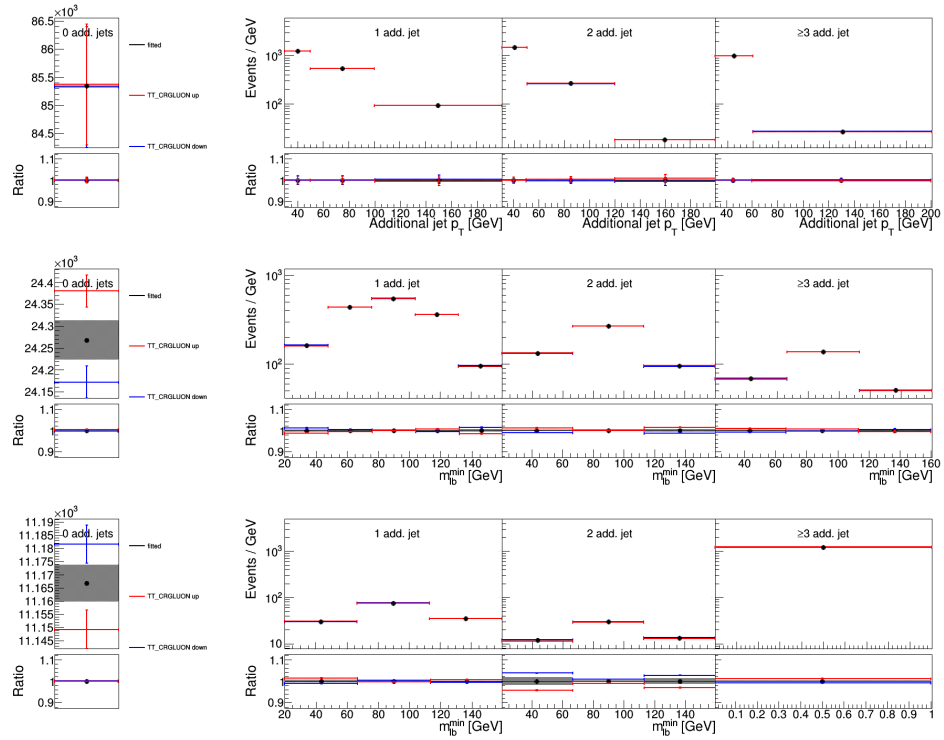 ×10³
0 add. jets
86.5
86
85.5
85
84.5
fitted
TT_CRGLUON up
TT_CRGLUON down
Ratio
1.1
1
0.9
Events / GeV
10³
10²
1 add. jet
2 add. jet
≥3 add. jet
Ratio
1.1
1
0.9
40 60 80 100 120 140 160 180
40 60 80 100 120 140 160 180
40 60 80 100 120 140 160 180 200
Additional jet p_T [GeV]
Additional jet p_T [GeV]
Additional jet p_T [GeV]
×10³
0 add. jets
24.4
24.35
24.3
24.25
24.2
24.15
fitted
TT_CRGLUON up
TT_CRGLUON down
Ratio
1.1
1
0.9
Events / GeV
10³
10²
1 add. jet
2 add. jet
≥3 add. jet
Ratio
1.1
1
0.9
20 40 60 80 100 120 140
40 60 80 100 120 140
40 60 80 100 120 140 160
m_lb^min [GeV]
m_lb^min [GeV]
m_lb^min [GeV]
×10³
0 add. jets
11.19
11.185
11.18
11.175
11.17
11.165
11.16
11.155
11.15
11.145
fitted
TT_CRGLUON up
TT_CRGLUON down
Ratio
1.1
1
0.9
Events / GeV
10³
10²
10
1 add. jet
2 add. jet
≥3 add. jet
Ratio
1.1
1
0.9
20 40 60 80 100 120 140
40 60 80 100 120 140
0.1 0.2 0.3 0.4 0.5 0.6 0.7 0.8 0.9 1
m_lb^min [GeV]
m_lb^min [GeV]